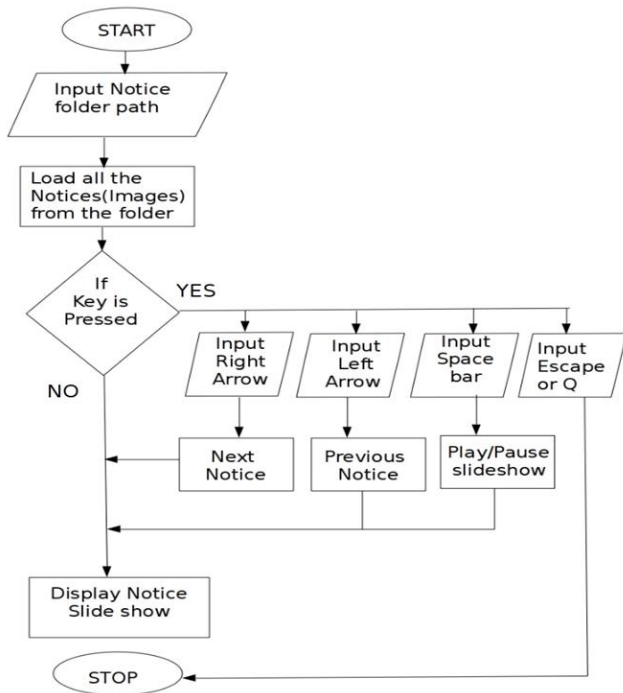 START
Input Notice
folder path
Load all the
Notices(Images)
from the folder
If
Key is
Pressed
YES
NO
Input
Right
Arrow
Input
Left
Arrow
Input
Space
bar
Input
Escape
or Q
Next
Notice
Previous
Notice
Play/Pause
slideshow
Display Notice
Slide show
STOP